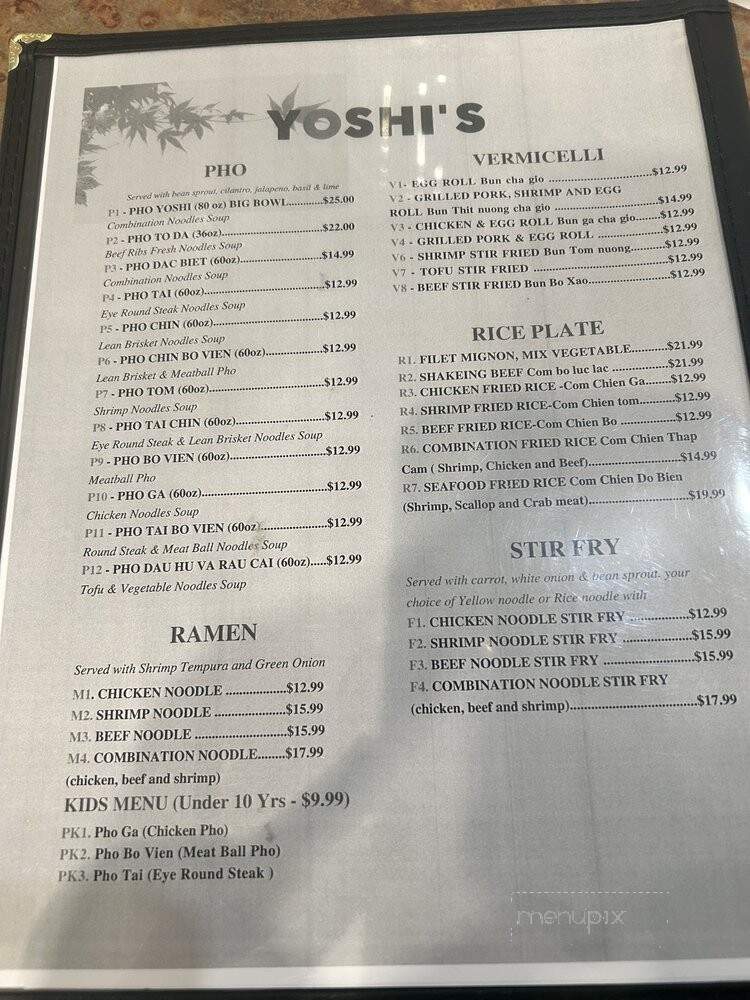 YOSHI'S
PHO
Served with bean sprout, cilantro, jalapeno, basil & lime
P1 - PHO YOSHI (80 oz) BIG BOWL............$25.00
Combination Noodles Soup
P2 - PHO TO DA (36oz)..............................$22.00
Beef Ribs Fresh Noodles Soup
P3 - PHO DAC BIET (60oz)........................$14.99
Combination Noodles Soup
P4 - PHO TAI (60oz)....................................$12.99
Eye Round Steak Noodles Soup
P5 - PHO CHIN (60oz).................................$12.99
Lean Brisket Noodles Soup
P6 - PHO CHIN BO VIEN (60oz)..................$12.99
Lean Brisket & Meatball Pho
P7 - PHO TOM (60oz)..................................$12.99
Shrimp Noodles Soup
P8 - PHO TAI CHIN (60oz)..........................$12.99
Eye Round Steak & Lean Brisket Noodles Soup
P9 - PHO BO VIEN (60oz)............................$12.99
Meatball Pho
P10 - PHO GA (60oz)...................................$12.99
Chicken Noodles Soup
P11 - PHO TAI BO VIEN (60oz)...................$12.99
Round Steak & Meat Ball Noodles Soup
P12 - PHO DAU HU VA RAU CAI (60oz).....$12.99
Tofu & Vegetable Noodles Soup
RAMEN
Served with Shrimp Tempura and Green Onion
M1. CHICKEN NOODLE ..................$12.99
M2. SHRIMP NOODLE .....................$15.99
M3. BEEF NOODLE ..........................$15.99
M4. COMBINATION NOODLE........$17.99
(chicken, beef and shrimp)
KIDS MENU (Under 10 Yrs - $9.99)
PK1. Pho Ga (Chicken Pho)
PK2. Pho Bo Vien (Meat Ball Pho)
PK3. Pho Tai (Eye Round Steak )
VERMICELLI
V1- EGG ROLL Bun cha gio ............................$12.99
V2 - GRILLED PORK, SHRIMP AND EGG
ROLL Bun Thit nuong cha gio .............................$14.99
V3 - CHICKEN & EGG ROLL Bun ga cha gio.......$12.99
V4 - GRILLED PORK & EGG ROLL ...................$12.99
V6 - SHRIMP STIR FRIED Bun Tom nuong.........$12.99
V7 - TOFU STIR FRIED .....................................$12.99
V8 - BEEF STIR FRIED Bun Bo Xao.....................$12.99
RICE PLATE
R1. FILET MIGNON, MIX VEGETABLE..........$21.99
R2. SHAKEING BEEF Com bo luc lac ................$21.99
R3. CHICKEN FRIED RICE -Com Chien Ga.......$12.99
R4. SHRIMP FRIED RICE-Com Chien tom..........$12.99
R5. BEEF FRIED RICE-Com Chien Bo ...............$12.99
R6. COMBINATION FRIED RICE Com Chien Thap
Cam ( Shrimp, Chicken and Beef).........................$14.99
R7. SEAFOOD FRIED RICE Com Chien Do Bien
(Shrimp, Scallop and Crab meat)...........................$19.99
STIR FRY
Served with carrot, white onion & bean sprout. your
choice of Yellow noodle or Rice noodle with
F1. CHICKEN NOODLE STIR FRY .................$12.99
F2. SHRIMP NOODLE STIR FRY .....................$15.99
F3. BEEF NOODLE STIR FRY ..........................$15.99
F4. COMBINATION NOODLE STIR FRY
(chicken, beef and shrimp)....................................$17.99
menupix